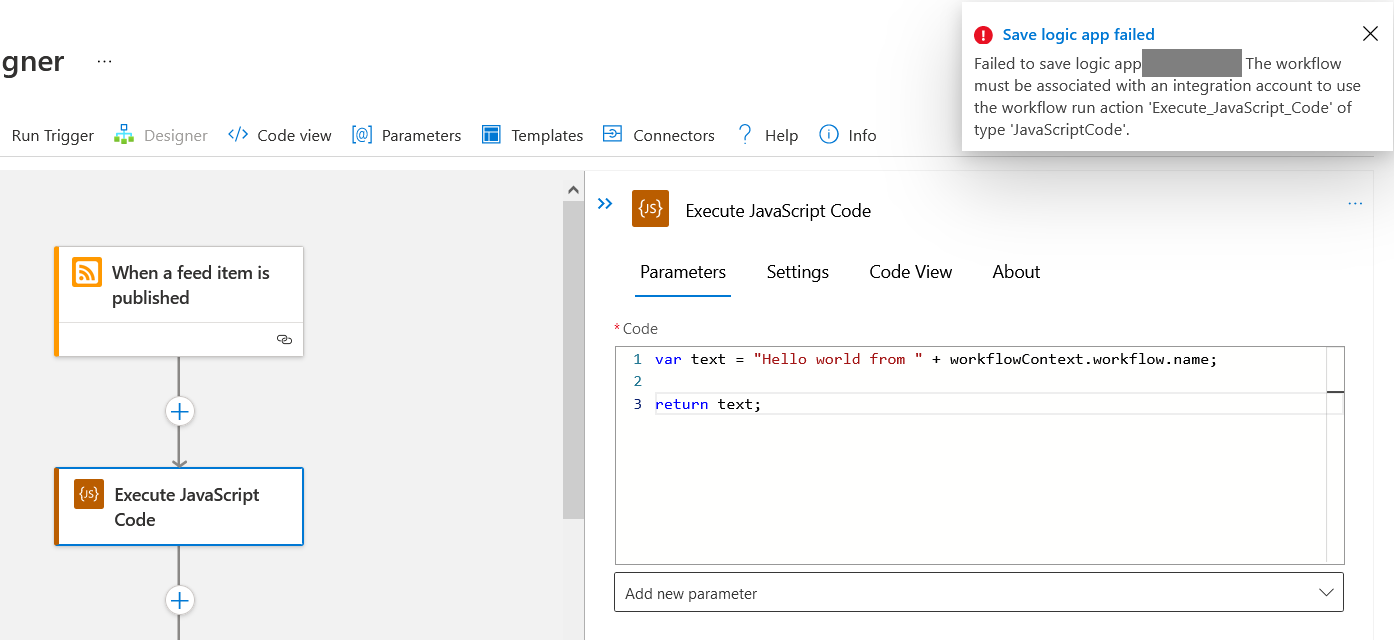 Save logic app failed
Failed to save logic app The workflow
must be associated with an integration account to use
the workflow run action 'Execute_JavaScript_Code' of
type 'JavaScriptCode'.
gner ...
Run Trigger Designer Code view Parameters Templates Connectors Help Info
When a feed item is
published
{JS} Execute JavaScript
Code
{JS} Execute JavaScript Code
Parameters Settings Code View About
* Code
1 var text = "Hello world from " + workflowContext.workflow.name;
2
3 return text;
Add new parameter